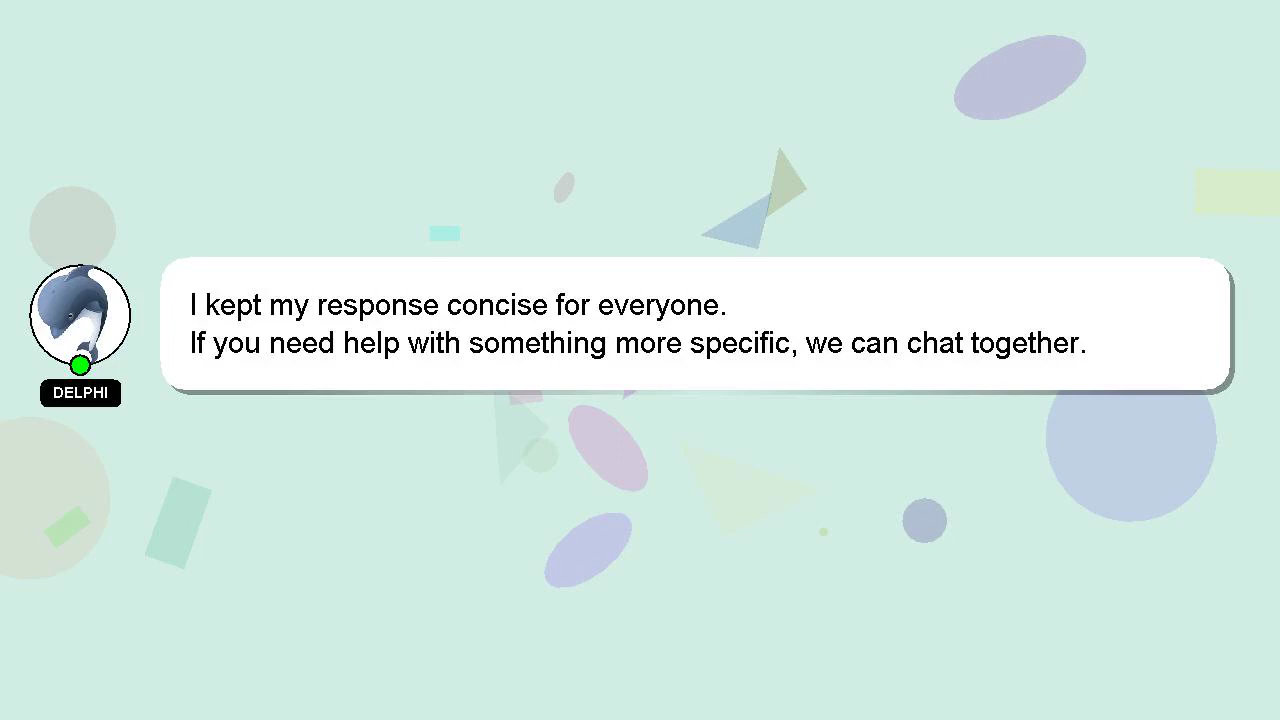 I kept my response concise for everyone.
If you need help with something more specific, we can chat together.
DELPHI